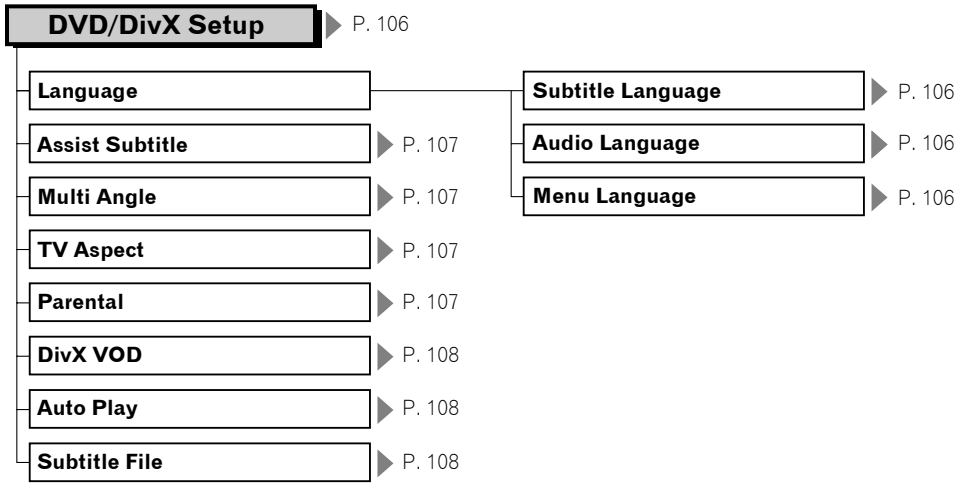 DVD/DivX Setup P. 106
Language
Subtitle Language P. 106
Assist Subtitle P. 107
Audio Language P. 106
Multi Angle P. 107
Menu Language P. 106
TV Aspect P. 107
Parental P. 107
DivX VOD P. 108
Auto Play P. 108
Subtitle File P. 108